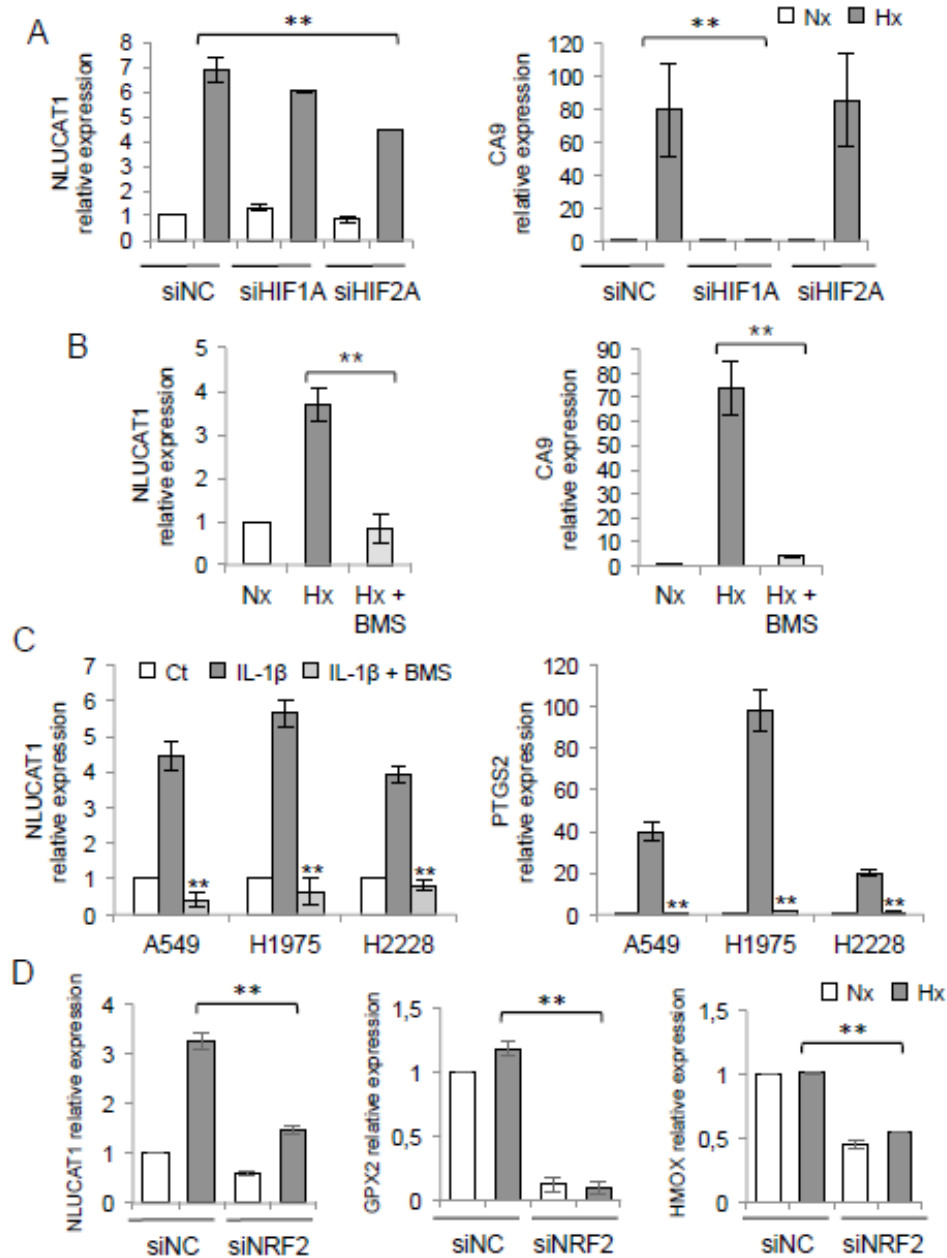 A
NLUCAT1
relative expression
8
7
6
5
4
3
2
1
0
**
siNC siHIF1A siHIF2A
CA9
relative expression
120
100
80
60
40
20
0
**
Nx Hx
siNC siHIF1A siHIF2A
B
NLUCAT1
relative expression
5
4
3
2
1
0
**
Nx Hx Hx +
BMS
CA9
relative expression
90
80
70
60
50
40
30
20
10
0
**
Nx Hx Hx +
BMS
C
NLUCAT1
relative expression
7
6
5
4
3
2
1
0
Ct IL-1β IL-1β + BMS
** ** **
A549 H1975 H2228
PTGS2
relative expression
120
100
80
60
40
20
0
** ** **
A549 H1975 H2228
D
NLUCAT1 relative expression
4
3
2
1
0
**
siNC siNRF2
GPX2 relative expression
1,5
1
0,5
0
**
siNC siNRF2
HMOX relative expression
1,5
1
0,5
0
**
Nx Hx
siNC siNRF2